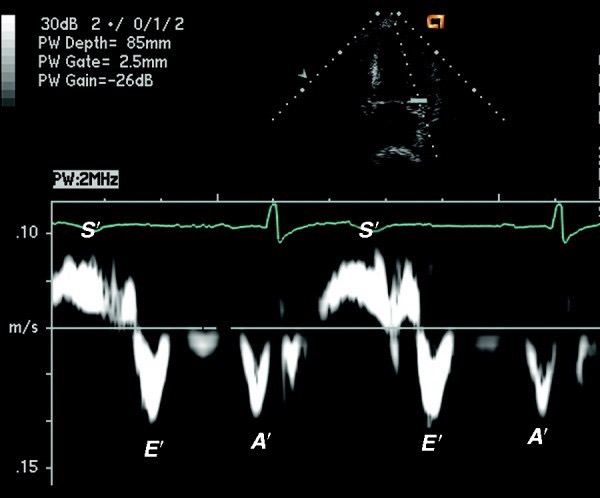 30dB 2 •/ 0/1/2
PW Depth= 85mm
PW Gate= 2.5mm
PW Gain=-26dB
PW:2MHz
S′ S′
.10
m/s
E′ A′ E′ A′
.15